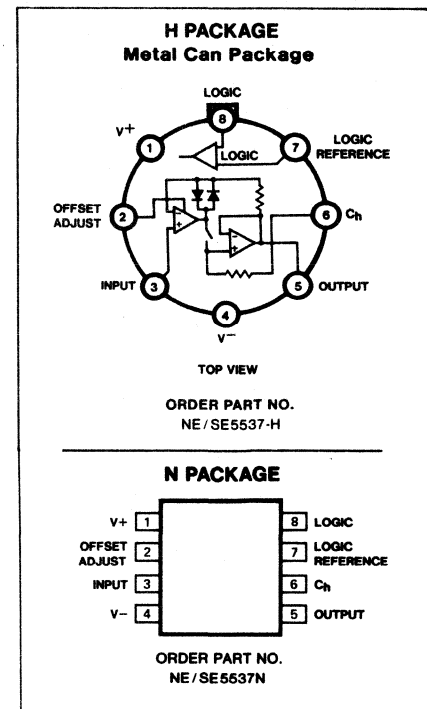 H PACKAGE
Metal Can Package
LOGIC
8
V+
1
7
LOGIC
REFERENCE
LOGIC
OFFSET
ADJUST
2
6
Ch
INPUT
3
5
OUTPUT
4
V−
TOP VIEW
ORDER PART NO.
NE/SE5537-H
N PACKAGE
V+ 1
8 LOGIC
OFFSET
ADJUST
2
7
LOGIC
REFERENCE
INPUT 3
6 Ch
V− 4
5 OUTPUT
ORDER PART NO.
NE/SE5537N